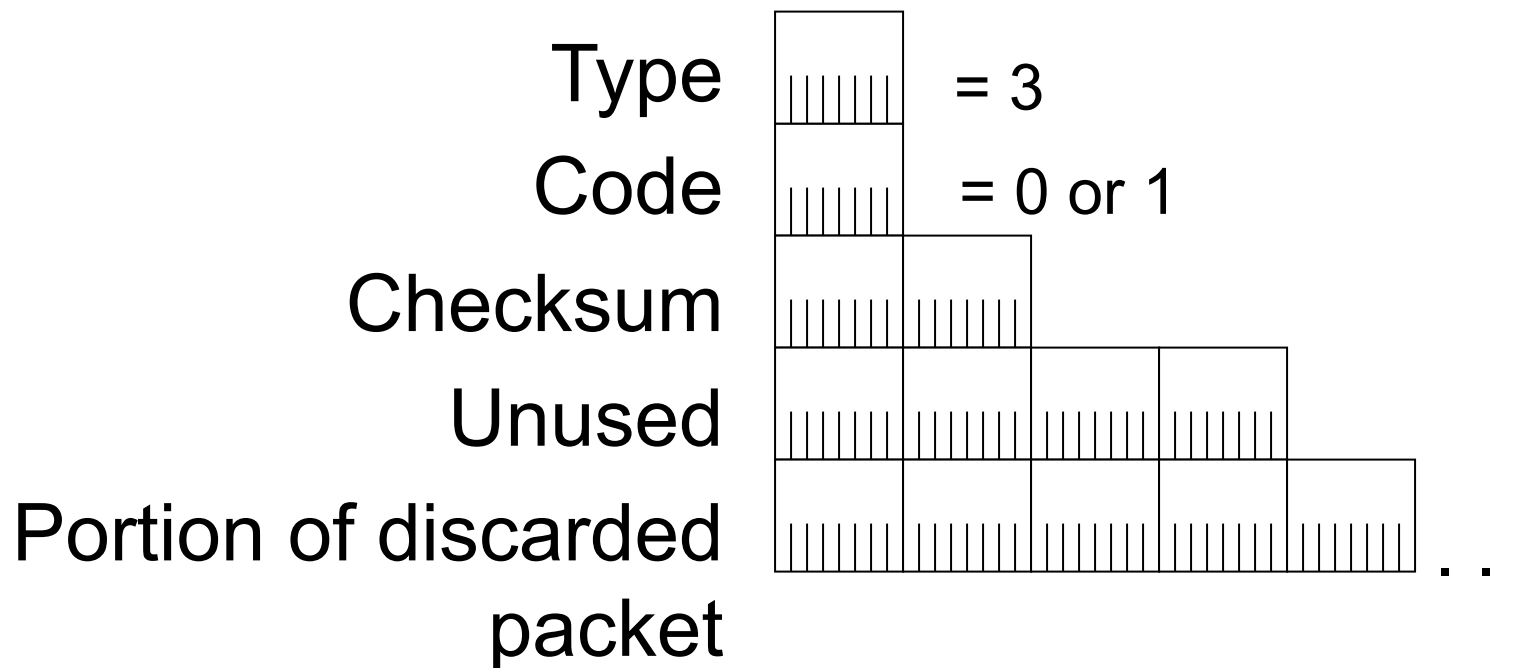 Type = 3
Code = 0 or 1
Checksum
Unused
Portion of discarded . .
packet